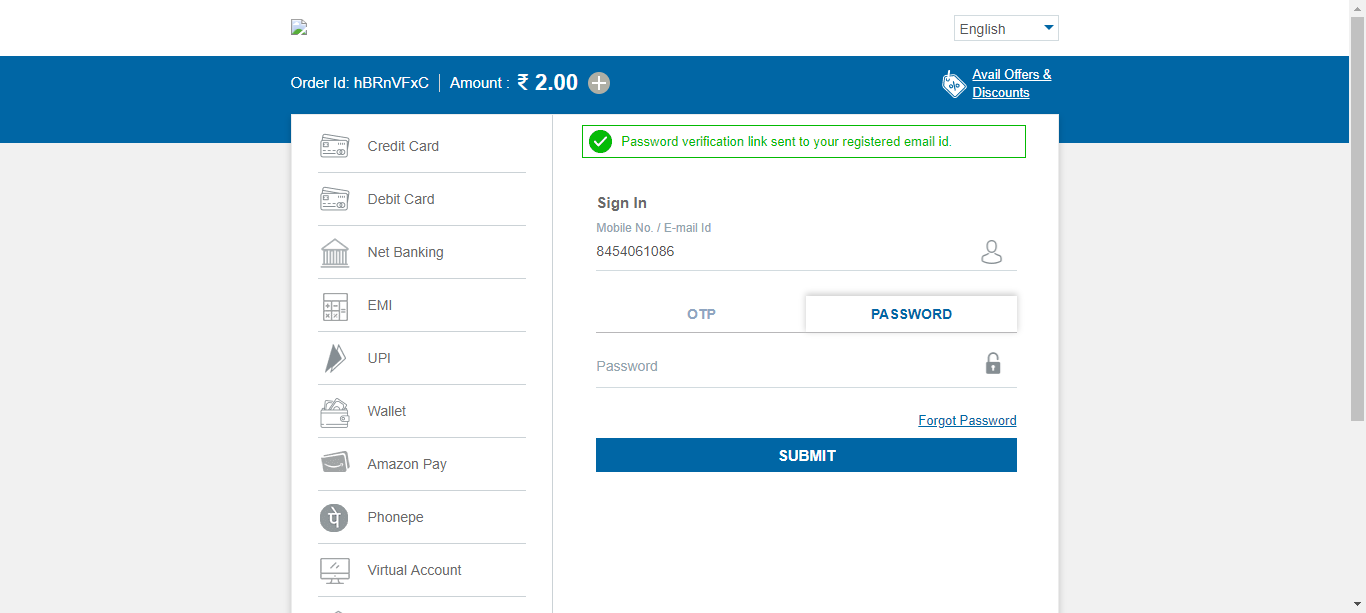 English
Order Id: hBRnVFxC Amount : ₹ 2.00
Avail Offers &
Discounts
Credit Card
Debit Card
Net Banking
EMI
UPI
Wallet
Amazon Pay
Phonepe
Virtual Account
Password verification link sent to your registered email id.
Sign In
Mobile No. / E-mail Id
8454061086
OTP PASSWORD
Password
Forgot Password
SUBMIT